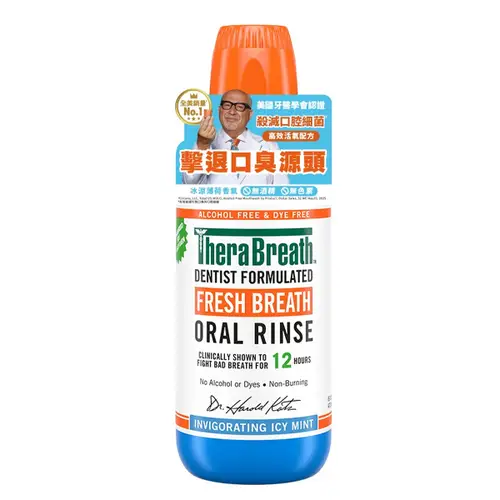 全美銷量
No.1
美國牙醫學會認證
殺滅口腔細菌
高效活氧配方
擊退口臭源頭
冰涼薄荷香氣 無酒精 無色素
ALCOHOL FREE & DYE FREE
TheraBreath
DENTIST FORMULATED
FRESH BREATH
ORAL RINSE
CLINICALLY SHOWN TO
FIGHT BAD BREATH FOR 12 HOURS
No Alcohol or Dyes • Non-Burning
Dr. Harold Katz
INVIGORATING ICY MINT